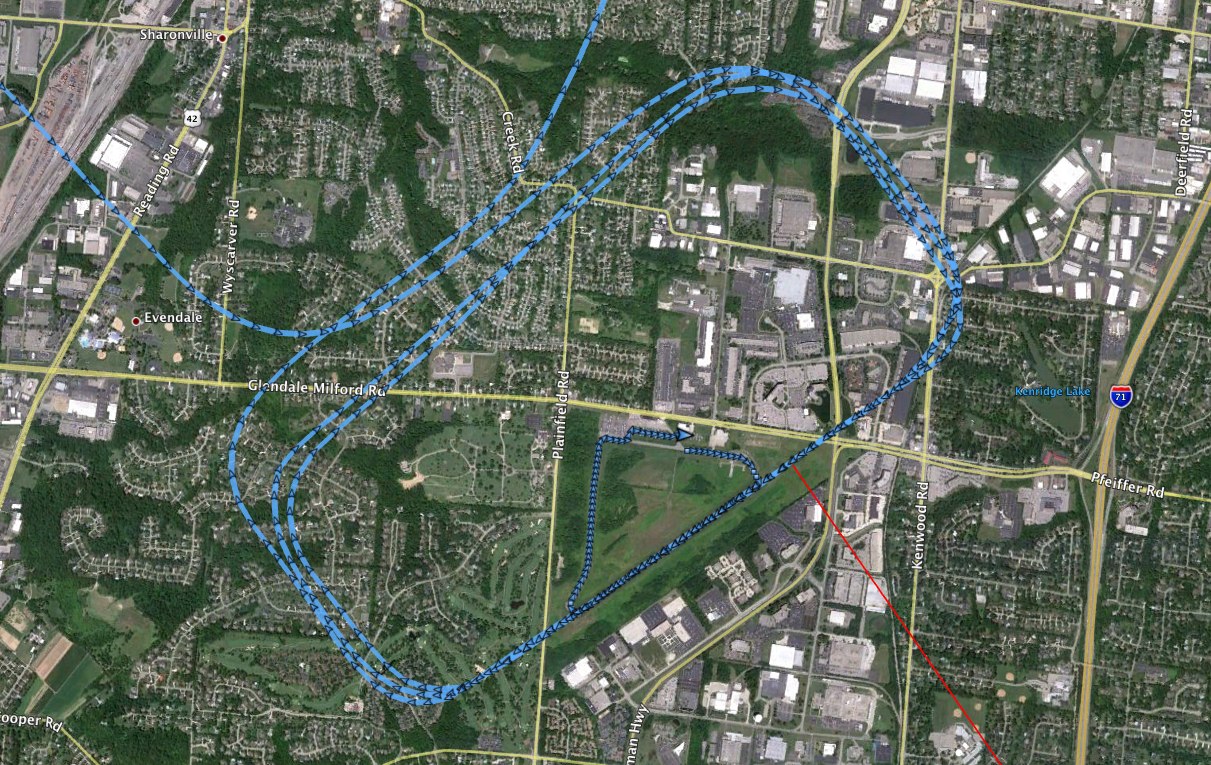 Sharonville
42
Creek Rd
Reading Rd
Deerfield Rd
Wyscarver Rd
Evendale
Glendale Milford Rd
Kenridge Lake
71
Plainfield Rd
Pfeiffer Rd
Kenwood Rd
ooper Rd
man Hwy